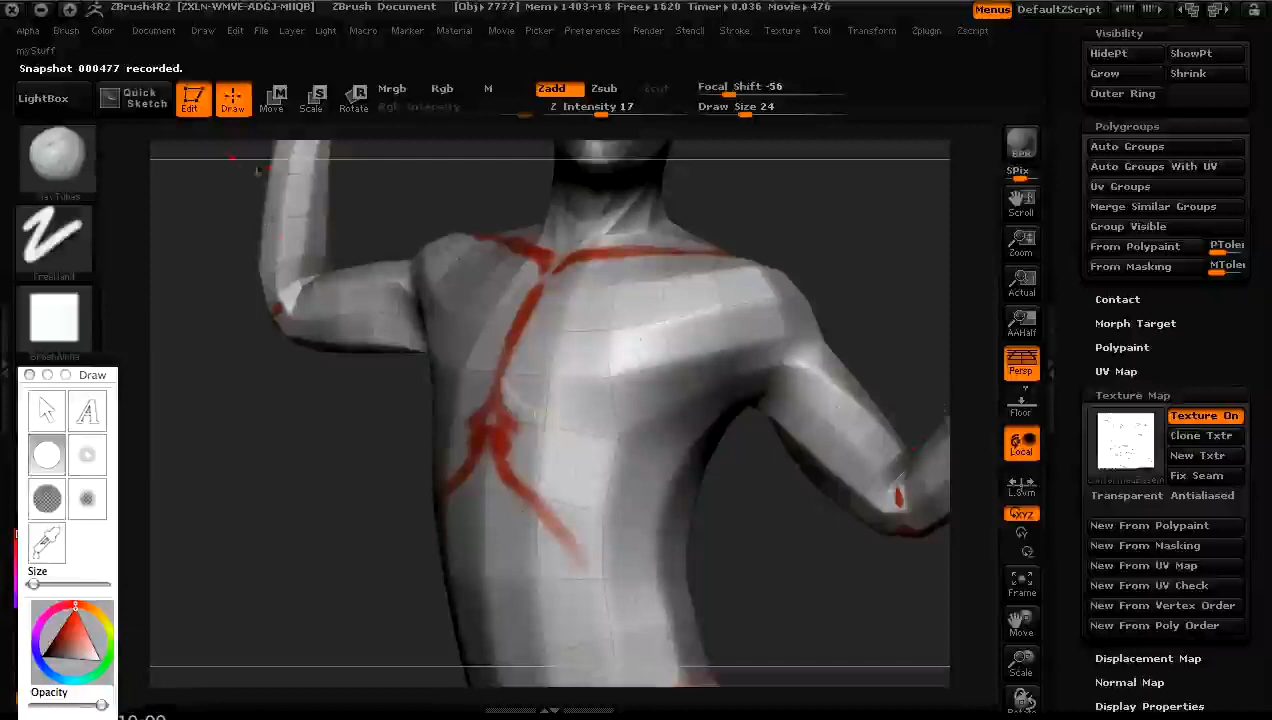 ZBrush4R2 [ZXLN-WMVE-ADGJ-MIIQB] ZBrush Document [Obj▸7777] Mem▸1403+18 Free▸1620 Timer▸0.036 Movie▸476 Menus DefaultZScript
Alpha Brush Color Document Draw Edit File Layer Light Macro Marker Material Movie Picker Preferences Render Stencil Stroke Texture Tool Transform Zplugin Zscript
myStuff
Snapshot 000477 recorded.
LightBox
Quick Sketch
Edit
Draw
Move
Scale
Rotate
Mrgb Rgb M
Rgb Intensity
Zadd Zsub Zcut
Z Intensity 17
Focal Shift -56
Draw Size 24
ClayTubes
FreeHand
Draw
A
Size
Opacity
BPR
SPix
Scroll
Zoom
Actual
AAHalf
Persp
Floor
Local
L.Sym
XYZ
Frame
Move
Scale
Rotate
Visibility
HidePt ShowPt
Grow Shrink
Outer Ring
Polygroups
Auto Groups
Auto Groups With UV
Uv Groups
Merge Similar Groups
Group Visible
From Polypaint PToler
From Masking MToler
Contact
Morph Target
Polypaint
UV Map
Texture Map
Texture On
Clone Txtr
New Txtr
Fix Seam
Transparent Antialiased
New From Polypaint
New From Masking
New From UV Map
New From UV Check
New From Vertex Order
New From Poly Order
Displacement Map
Normal Map
Display Properties